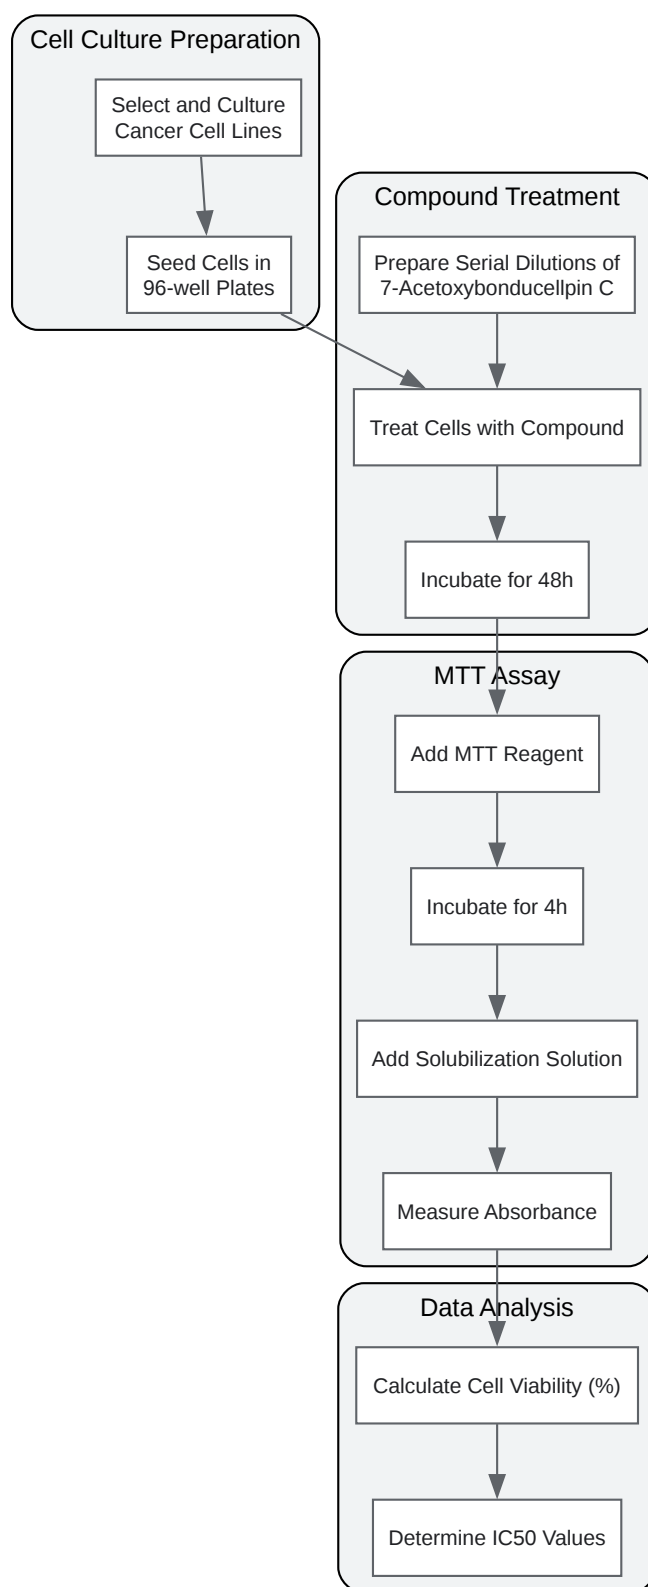 Cell Culture Preparation
Select and Culture
Cancer Cell Lines
Seed Cells in
96-well Plates
Compound Treatment
Prepare Serial Dilutions of
7-Acetoxybonducellpin C
Treat Cells with Compound
Incubate for 48h
MTT Assay
Add MTT Reagent
Incubate for 4h
Add Solubilization Solution
Measure Absorbance
Data Analysis
Calculate Cell Viability (%)
Determine IC50 Values